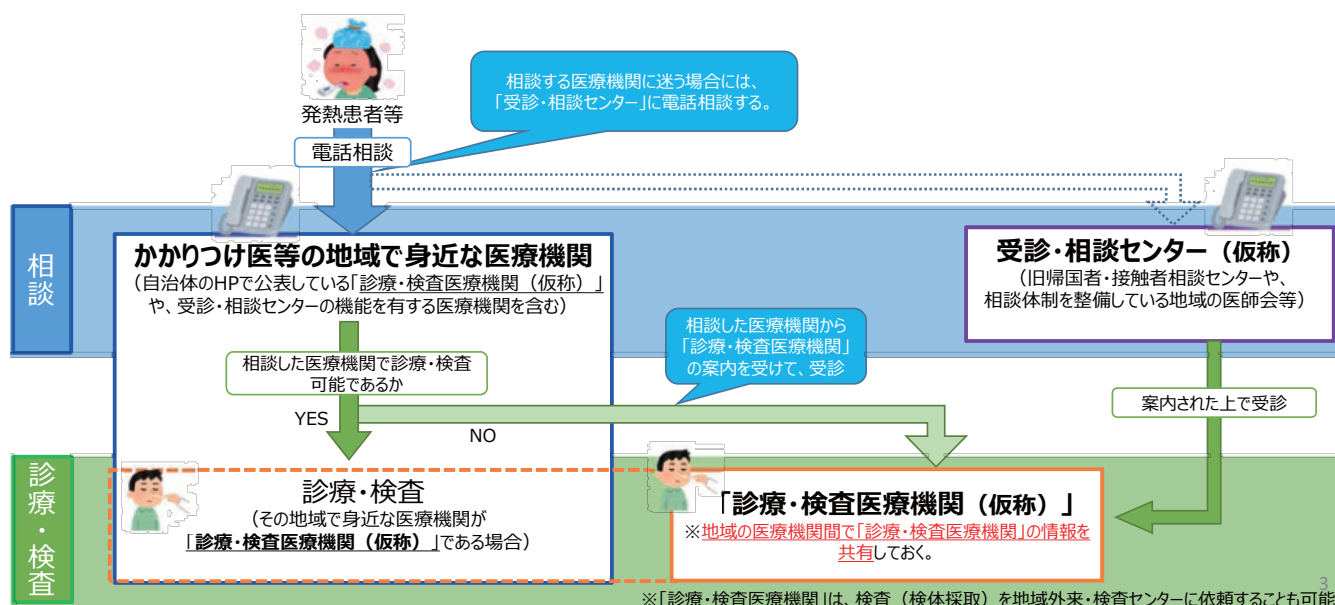 発熱患者等
電話相談
相談する医療機関に迷う場合には、
「受診・相談センター」に電話相談する。
相談
かかりつけ医等の地域で身近な医療機関
（自治体のHPで公表している「診療・検査医療機関（仮称）」
や、受診・相談センターの機能を有する医療機関を含む）
受診・相談センター（仮称）
（旧帰国者・接触者相談センターや、
相談体制を整備している地域の医師会等）
相談した医療機関で診療・検査
可能であるか
相談した医療機関から
「診療・検査医療機関」
の案内を受けて、受診
YES
NO
案内された上で受診
診療・検査
診療・検査
（その地域で身近な医療機関が
「診療・検査医療機関（仮称）」である場合）
「診療・検査医療機関（仮称）」
※地域の医療機関間で「診療・検査医療機関」の情報を
共有しておく。
3
※「診療・検査医療機関」は、検査（検体採取）を地域外来・検査センターに依頼することも可能